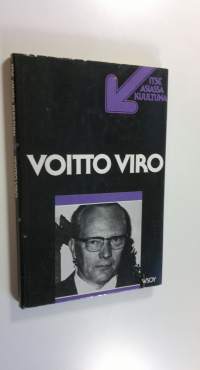 ITSE
ASIASSA
KUULTUNA
VOITTO VIRO
WSOY